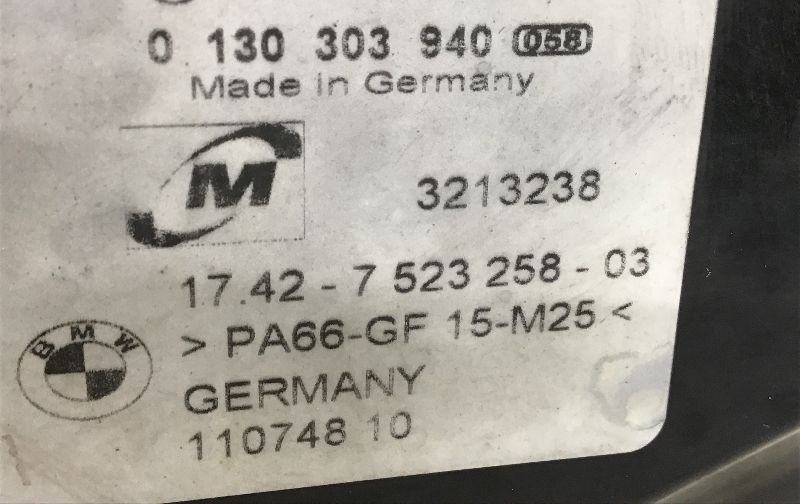 0 130 303 940 058
Made in Germany
M
3213238
17.42 - 7 523 258 - 03
> PA66-GF 15-M25 <
BMW
GERMANY
110748 10